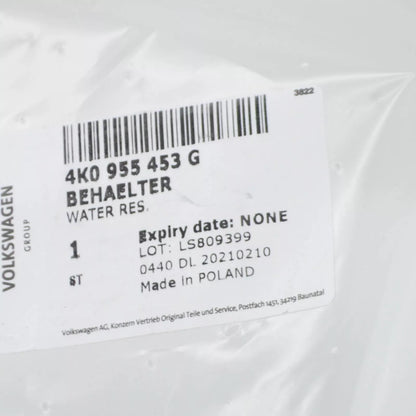 3822
4K0 955 453 G
BEHAELTER
WATER RES.
VOLKSWAGEN
GROUP
1
ST
Expiry date: NONE
LOT: LS809399
0440 DL 20210210
Made in POLAND
Volkswagen AG, Konzern Vertrieb Original Teile und Service, Postfach 1451, 34219 Baunatal